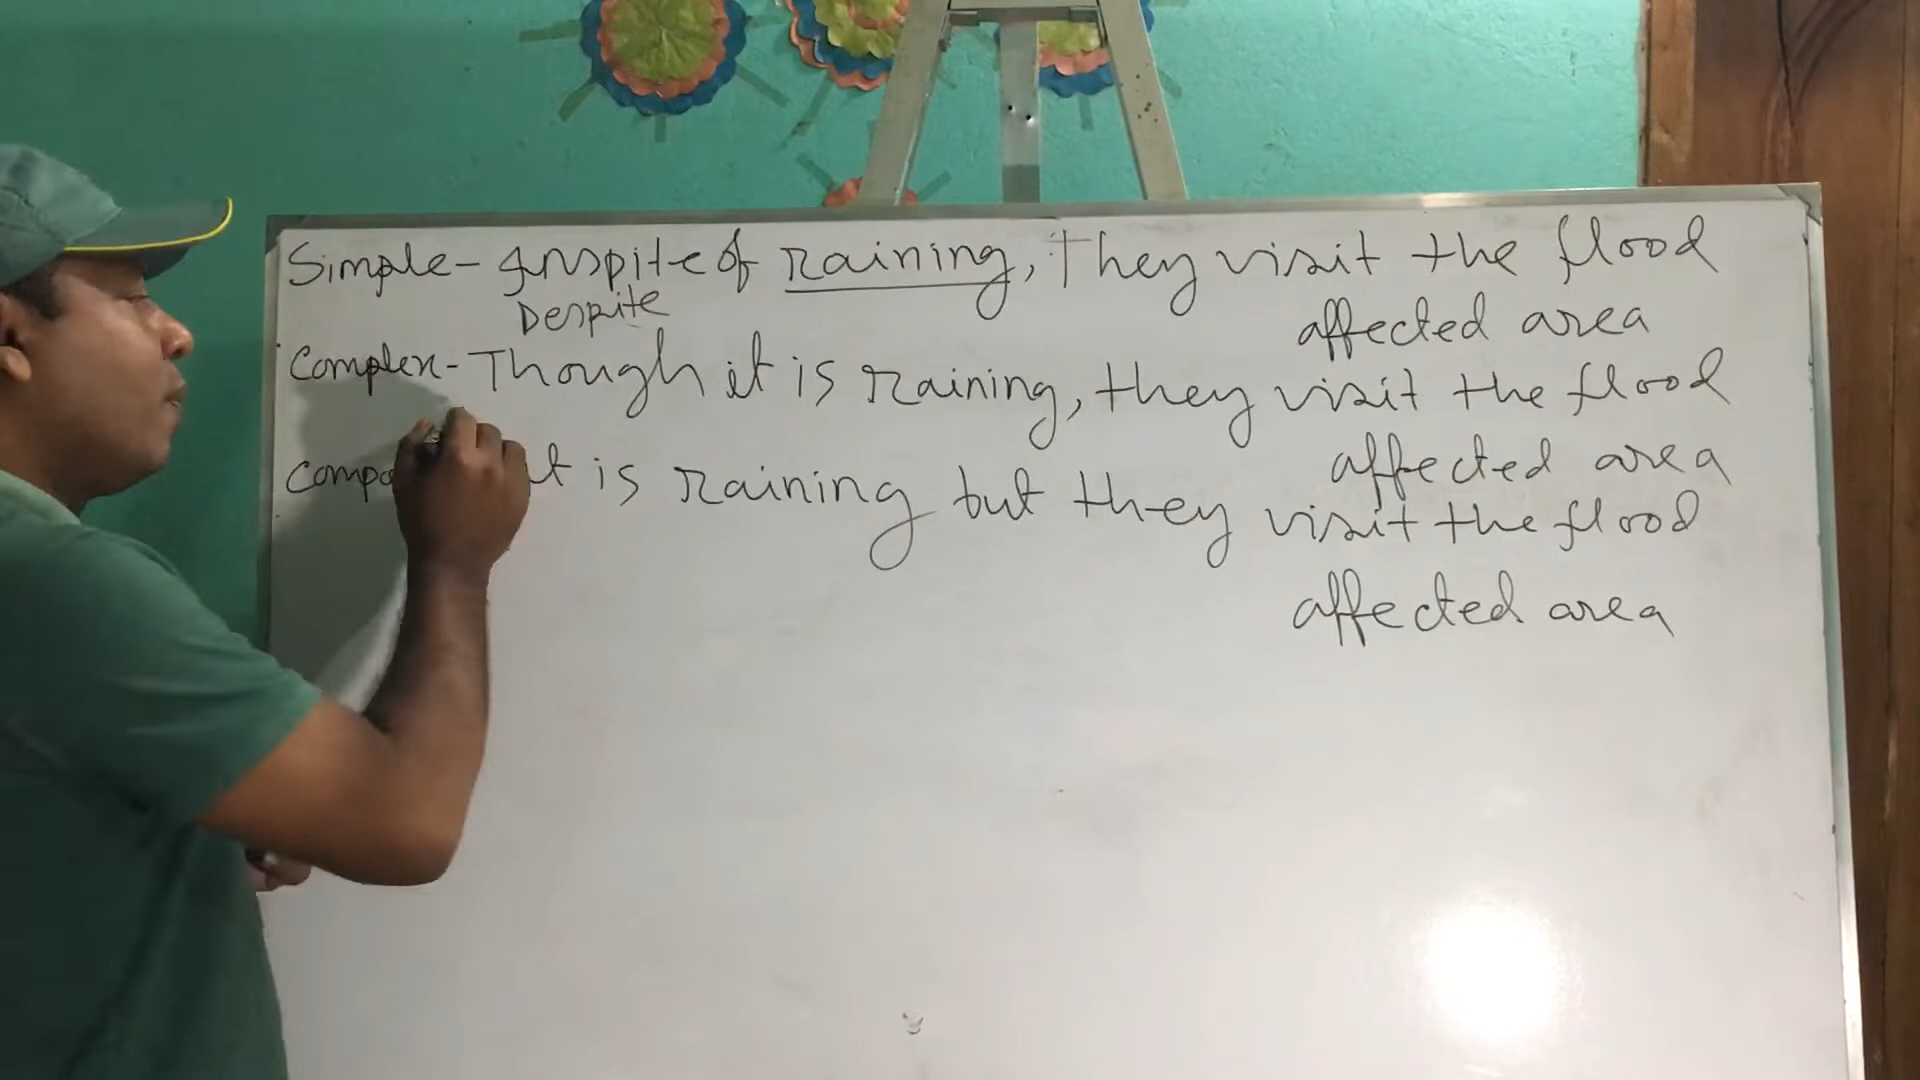 Simple - Inspite of raining, They visit the flood
Despite
affected area
Complex - Though it is raining, they visit the flood
affected area
is raining but they visit the flood
affected area